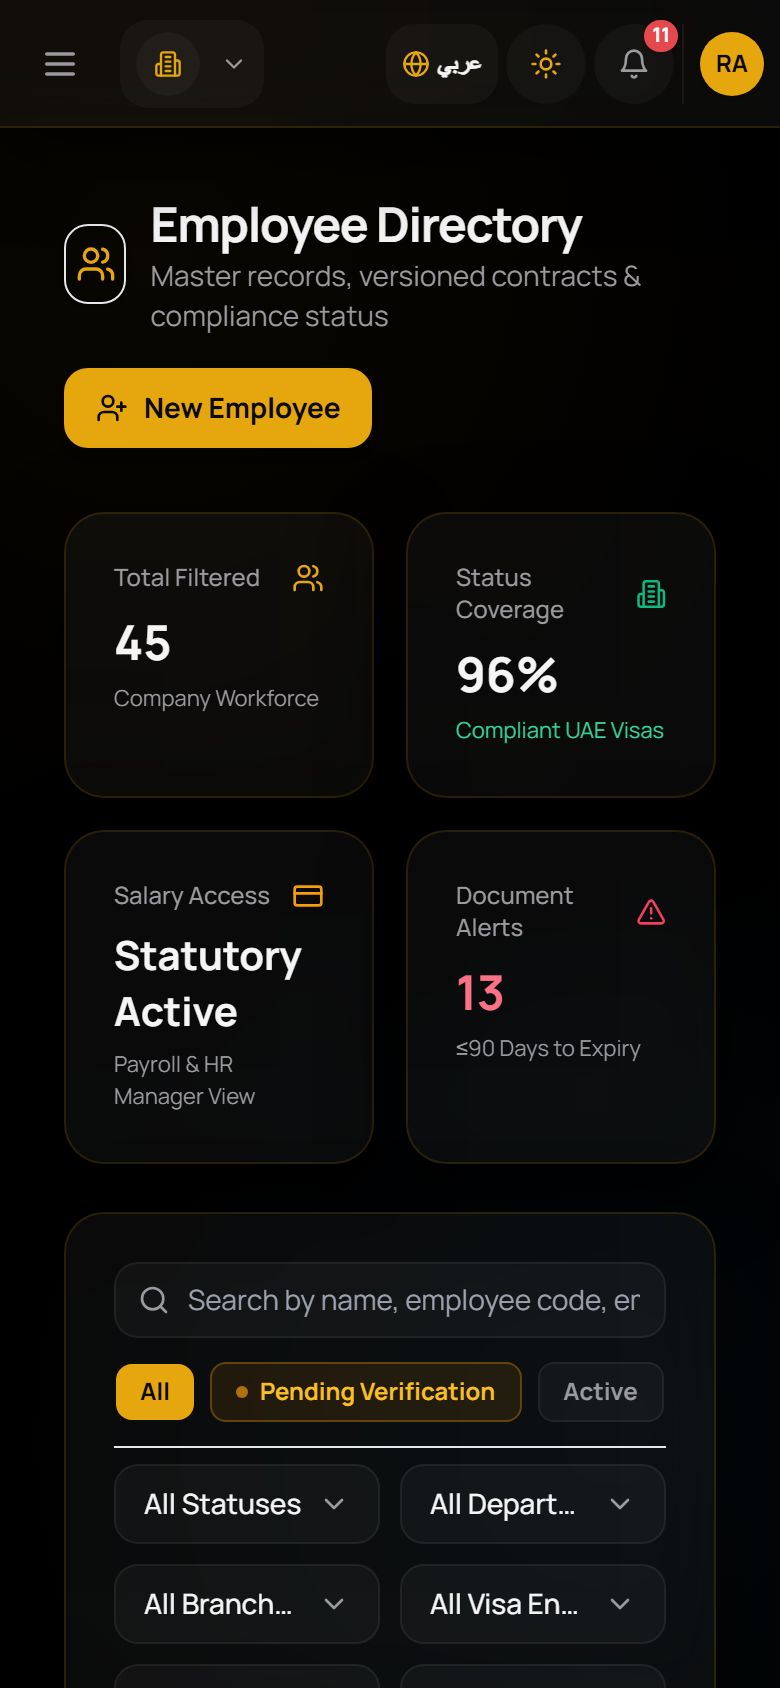 عربي
11
RA
Employee Directory
Master records, versioned contracts &
compliance status
New Employee
Total Filtered
45
Company Workforce
Status
Coverage
96%
Compliant UAE Visas
Salary Access
Statutory
Active
Payroll & HR
Manager View
Document
Alerts
13
≤90 Days to Expiry
Search by name, employee code, er
All
Pending Verification
Active
All Statuses
All Depart...
All Branch...
All Visa En...